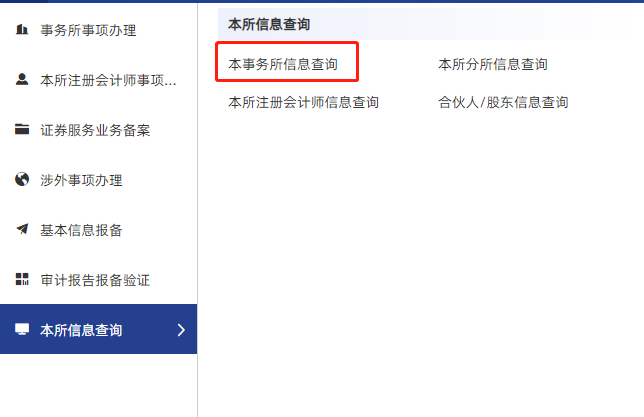 事务所事项办理
本所注册会计师事项...
证券服务业务备案
涉外事项办理
基本信息报备
审计报告报备验证
本所信息查询
本所信息查询
本事务所信息查询 本所分所信息查询
本所注册会计师信息查询 合伙人/股东信息查询